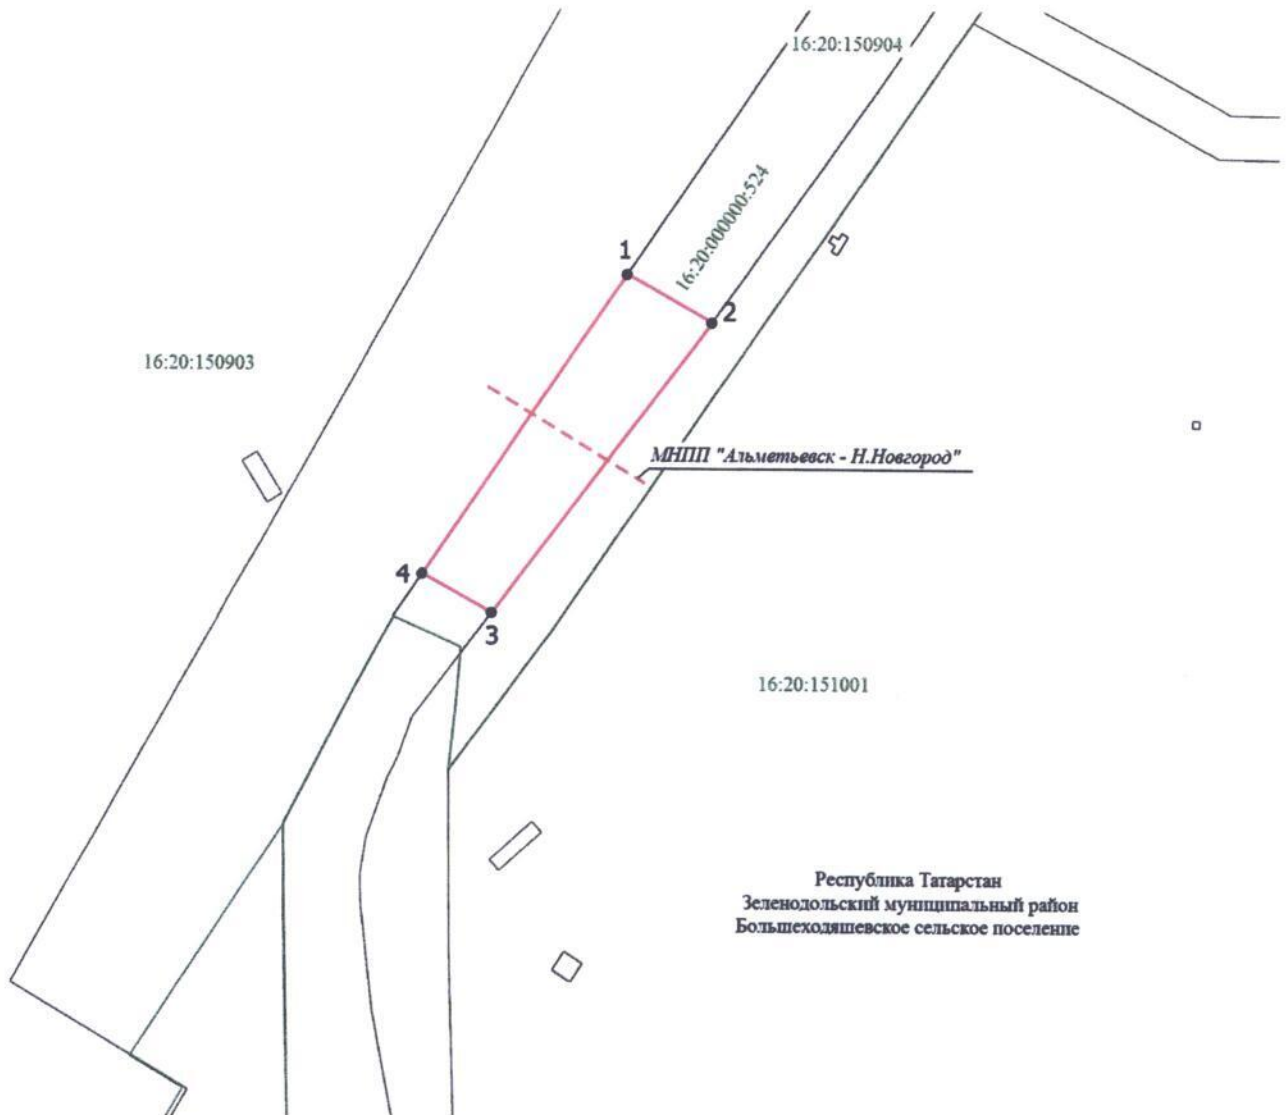 16:20:150904
16:20:000000:524
1
2
16:20:150903
МНПП "Альметьевск - Н.Новгород"
4
3
16:20:151001
Республика Татарстан
Зеленодольский муниципальный район
Большеходяшевское сельское поселение